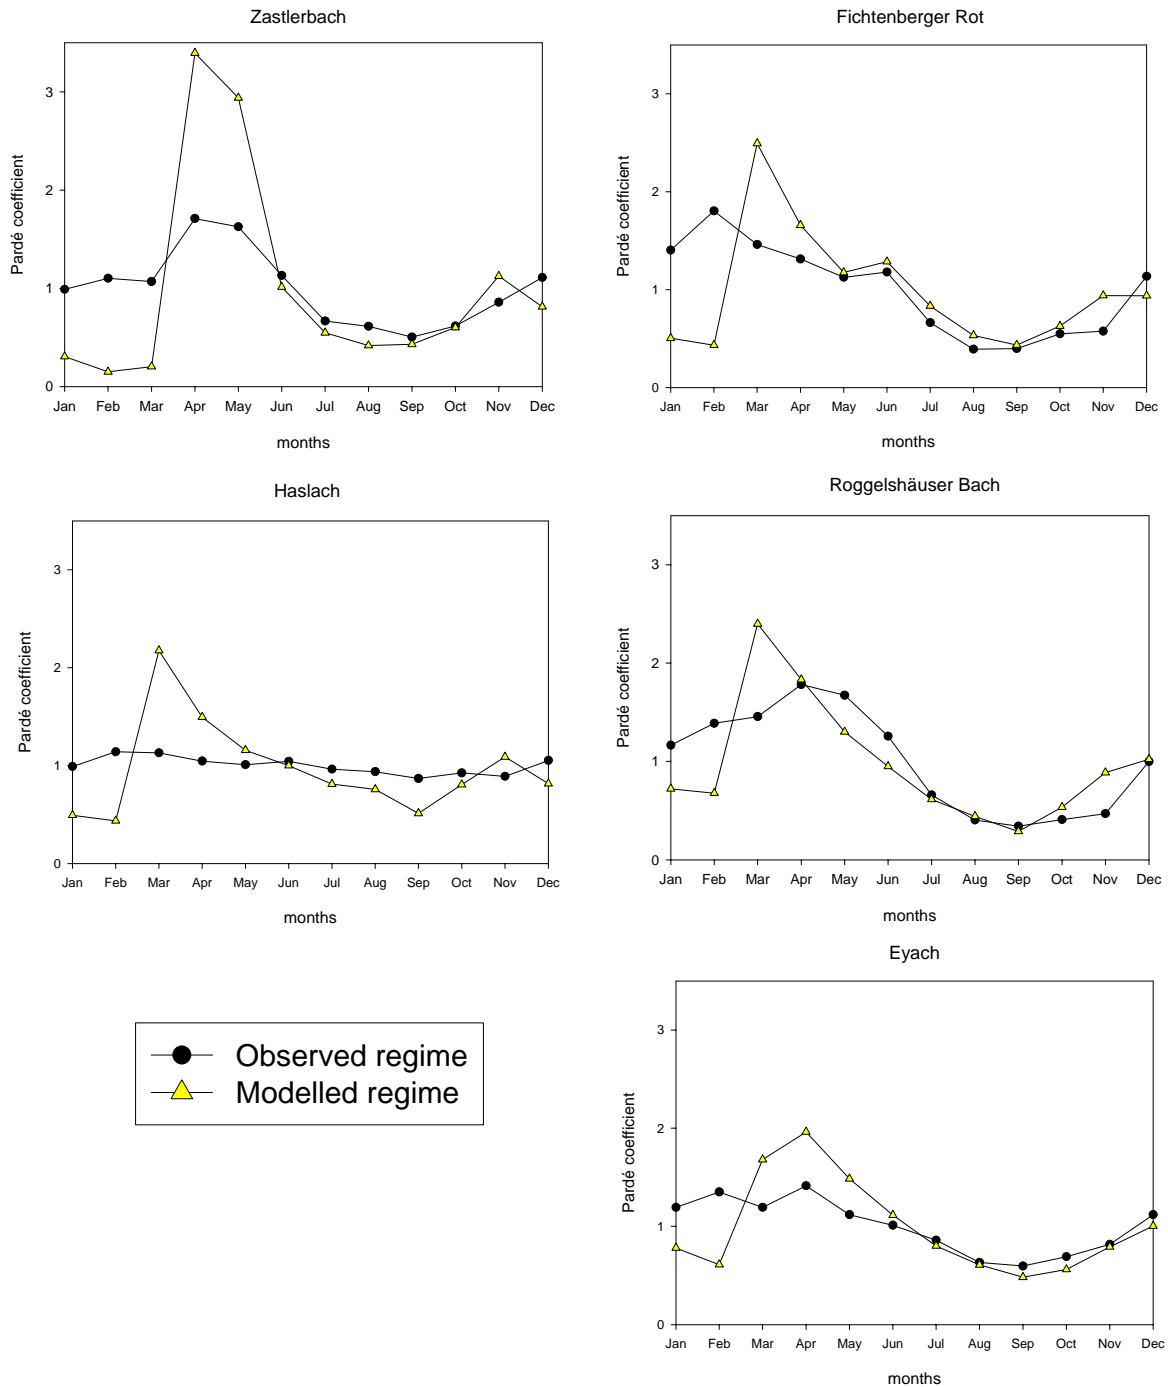 Zastlerbach
Pardé coefficient
3
2
1
0
Jan Feb Mar Apr May Jun Jul Aug Sep Oct Nov Dec
months
Fichtenberger Rot
Pardé coefficient
3
2
1
0
Jan Feb Mar Apr May Jun Jul Aug Sep Oct Nov Dec
months
Haslach
Pardé coefficient
3
2
1
0
Jan Feb Mar Apr May Jun Jul Aug Sep Oct Nov Dec
months
Roggelshäuser Bach
Pardé coefficient
3
2
1
0
Jan Feb Mar Apr May Jun Jul Aug Sep Oct Nov Dec
months
Observed regime
Modelled regime
Eyach
Pardé coefficient
3
2
1
0
Jan Feb Mar Apr May Jun Jul Aug Sep Oct Nov Dec
months